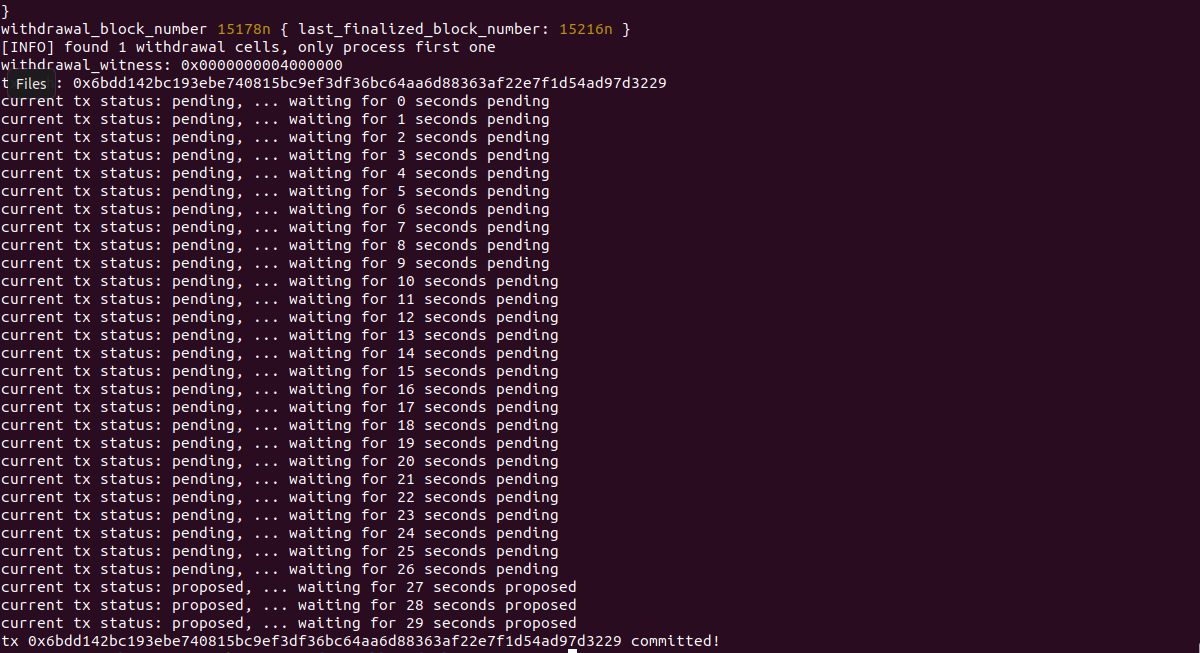 }
withdrawal_block_number 15178n { last_finalized_block_number: 15216n }
[INFO] found 1 withdrawal cells, only process first one
withdrawal_witness: 0x0000000004000000
t Files : 0x6bdd142bc193ebe740815bc9ef3df36bc64aa6d88363af22e7f1d54ad97d3229
current tx status: pending, ... waiting for 0 seconds pending
current tx status: pending, ... waiting for 1 seconds pending
current tx status: pending, ... waiting for 2 seconds pending
current tx status: pending, ... waiting for 3 seconds pending
current tx status: pending, ... waiting for 4 seconds pending
current tx status: pending, ... waiting for 5 seconds pending
current tx status: pending, ... waiting for 6 seconds pending
current tx status: pending, ... waiting for 7 seconds pending
current tx status: pending, ... waiting for 8 seconds pending
current tx status: pending, ... waiting for 9 seconds pending
current tx status: pending, ... waiting for 10 seconds pending
current tx status: pending, ... waiting for 11 seconds pending
current tx status: pending, ... waiting for 12 seconds pending
current tx status: pending, ... waiting for 13 seconds pending
current tx status: pending, ... waiting for 14 seconds pending
current tx status: pending, ... waiting for 15 seconds pending
current tx status: pending, ... waiting for 16 seconds pending
current tx status: pending, ... waiting for 17 seconds pending
current tx status: pending, ... waiting for 18 seconds pending
current tx status: pending, ... waiting for 19 seconds pending
current tx status: pending, ... waiting for 20 seconds pending
current tx status: pending, ... waiting for 21 seconds pending
current tx status: pending, ... waiting for 22 seconds pending
current tx status: pending, ... waiting for 23 seconds pending
current tx status: pending, ... waiting for 24 seconds pending
current tx status: pending, ... waiting for 25 seconds pending
current tx status: pending, ... waiting for 26 seconds pending
current tx status: proposed, ... waiting for 27 seconds proposed
current tx status: proposed, ... waiting for 28 seconds proposed
current tx status: proposed, ... waiting for 29 seconds proposed
tx 0x6bdd142bc193ebe740815bc9ef3df36bc64aa6d88363af22e7f1d54ad97d3229 committed!